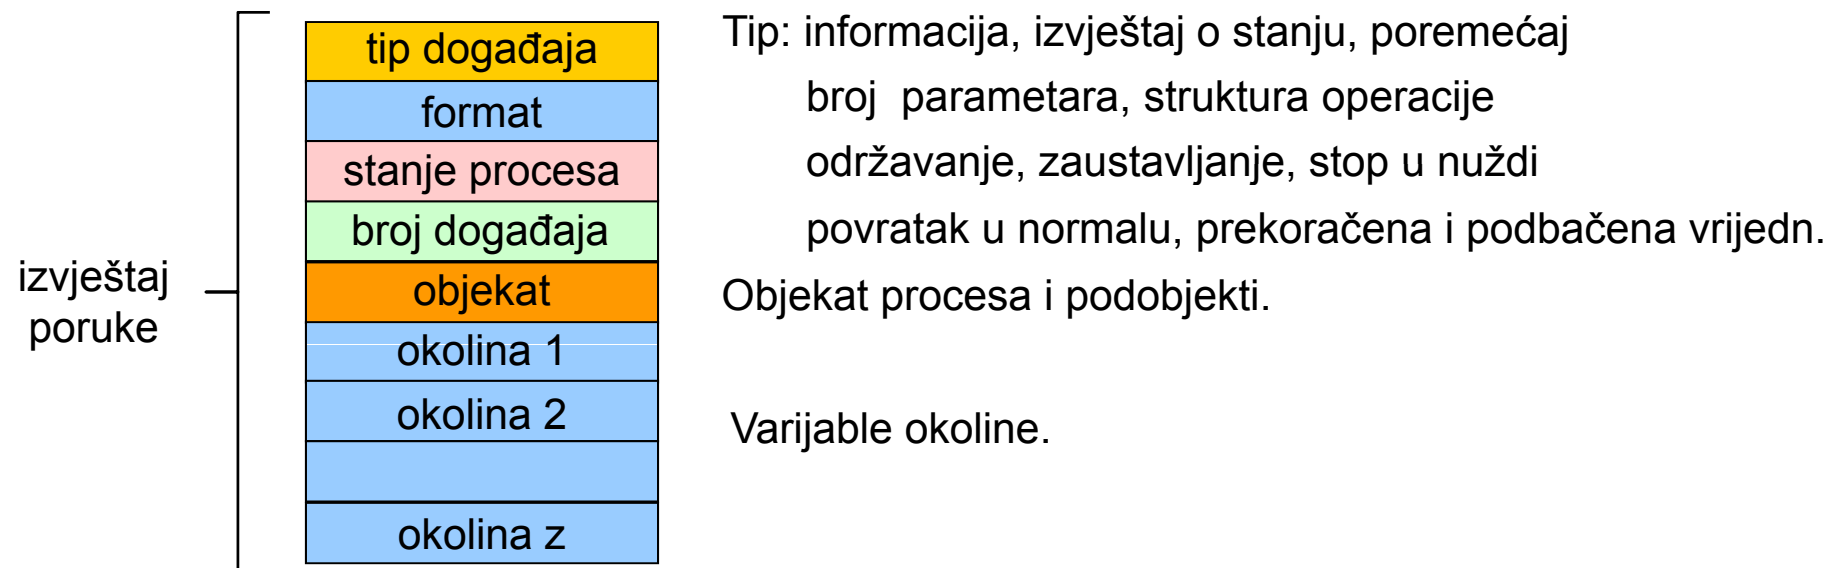 izvještaj
poruke
tip događaja
format
stanje procesa
broj događaja
objekat
okolina 1
okolina 2
okolina z
Tip: informacija, izvještaj o stanju, poremećaj
broj parametara, struktura operacije
održavanje, zaustavljanje, stop u nuždi
povratak u normalu, prekoračena i podbačena vrijedn.
Objekat procesa i podobjekti.
Varijable okoline.